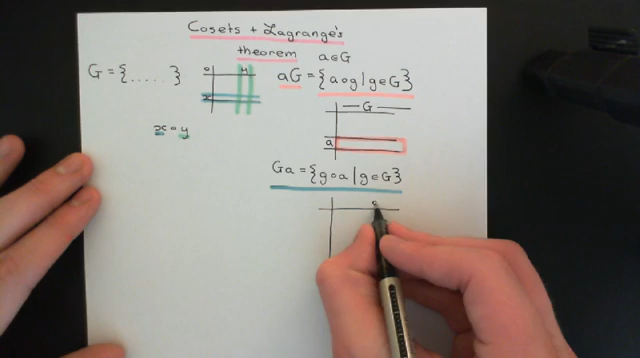 Cosets + Lagrange's
theorem
a∈G
G = {.....}
o y
x
aG = {a∘g | g∈G}
x∘y
G
a
Ga = {g∘a | g∈G}